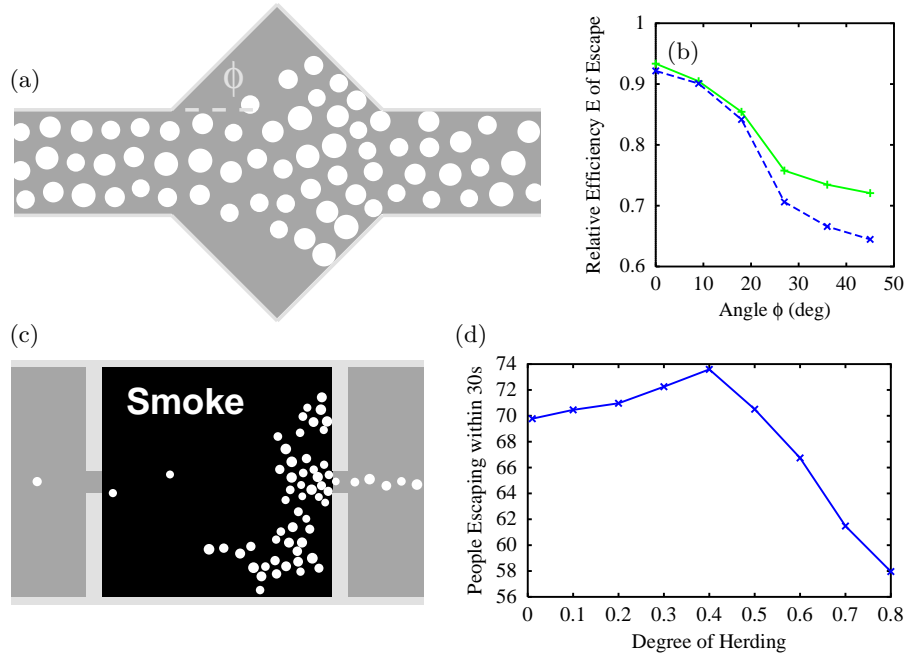 (a)
ϕ
(b)
Relative Efficiency E of Escape
1
0.9
0.8
0.7
0.6
0 10 20 30 40 50
Angle ϕ (deg)
(c)
Smoke
(d)
People Escaping within 30s
74
72
70
68
66
64
62
60
58
56
0 0.1 0.2 0.3 0.4 0.5 0.6 0.7 0.8
Degree of Herding